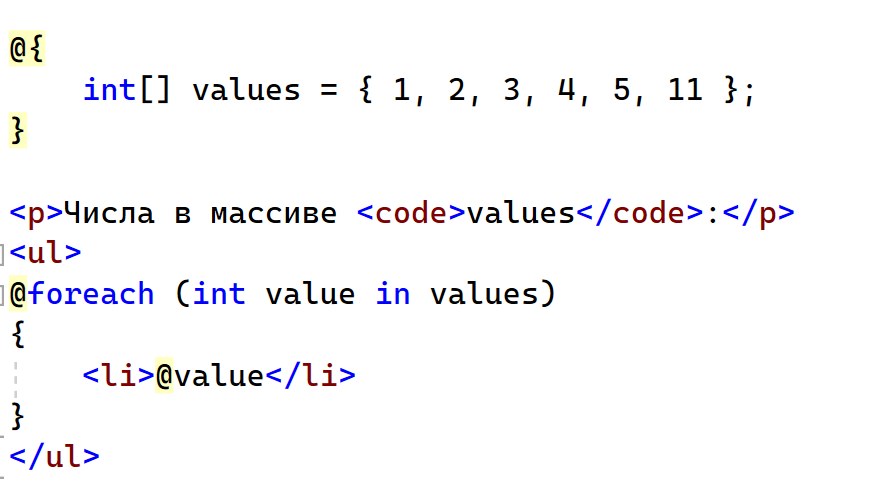 @{
    int[] values = { 1, 2, 3, 4, 5, 11 };
}
<p>Числа в массиве <code>values</code>:</p>
<ul>
@foreach (int value in values)
{
    <li>@value</li>
}
</ul>